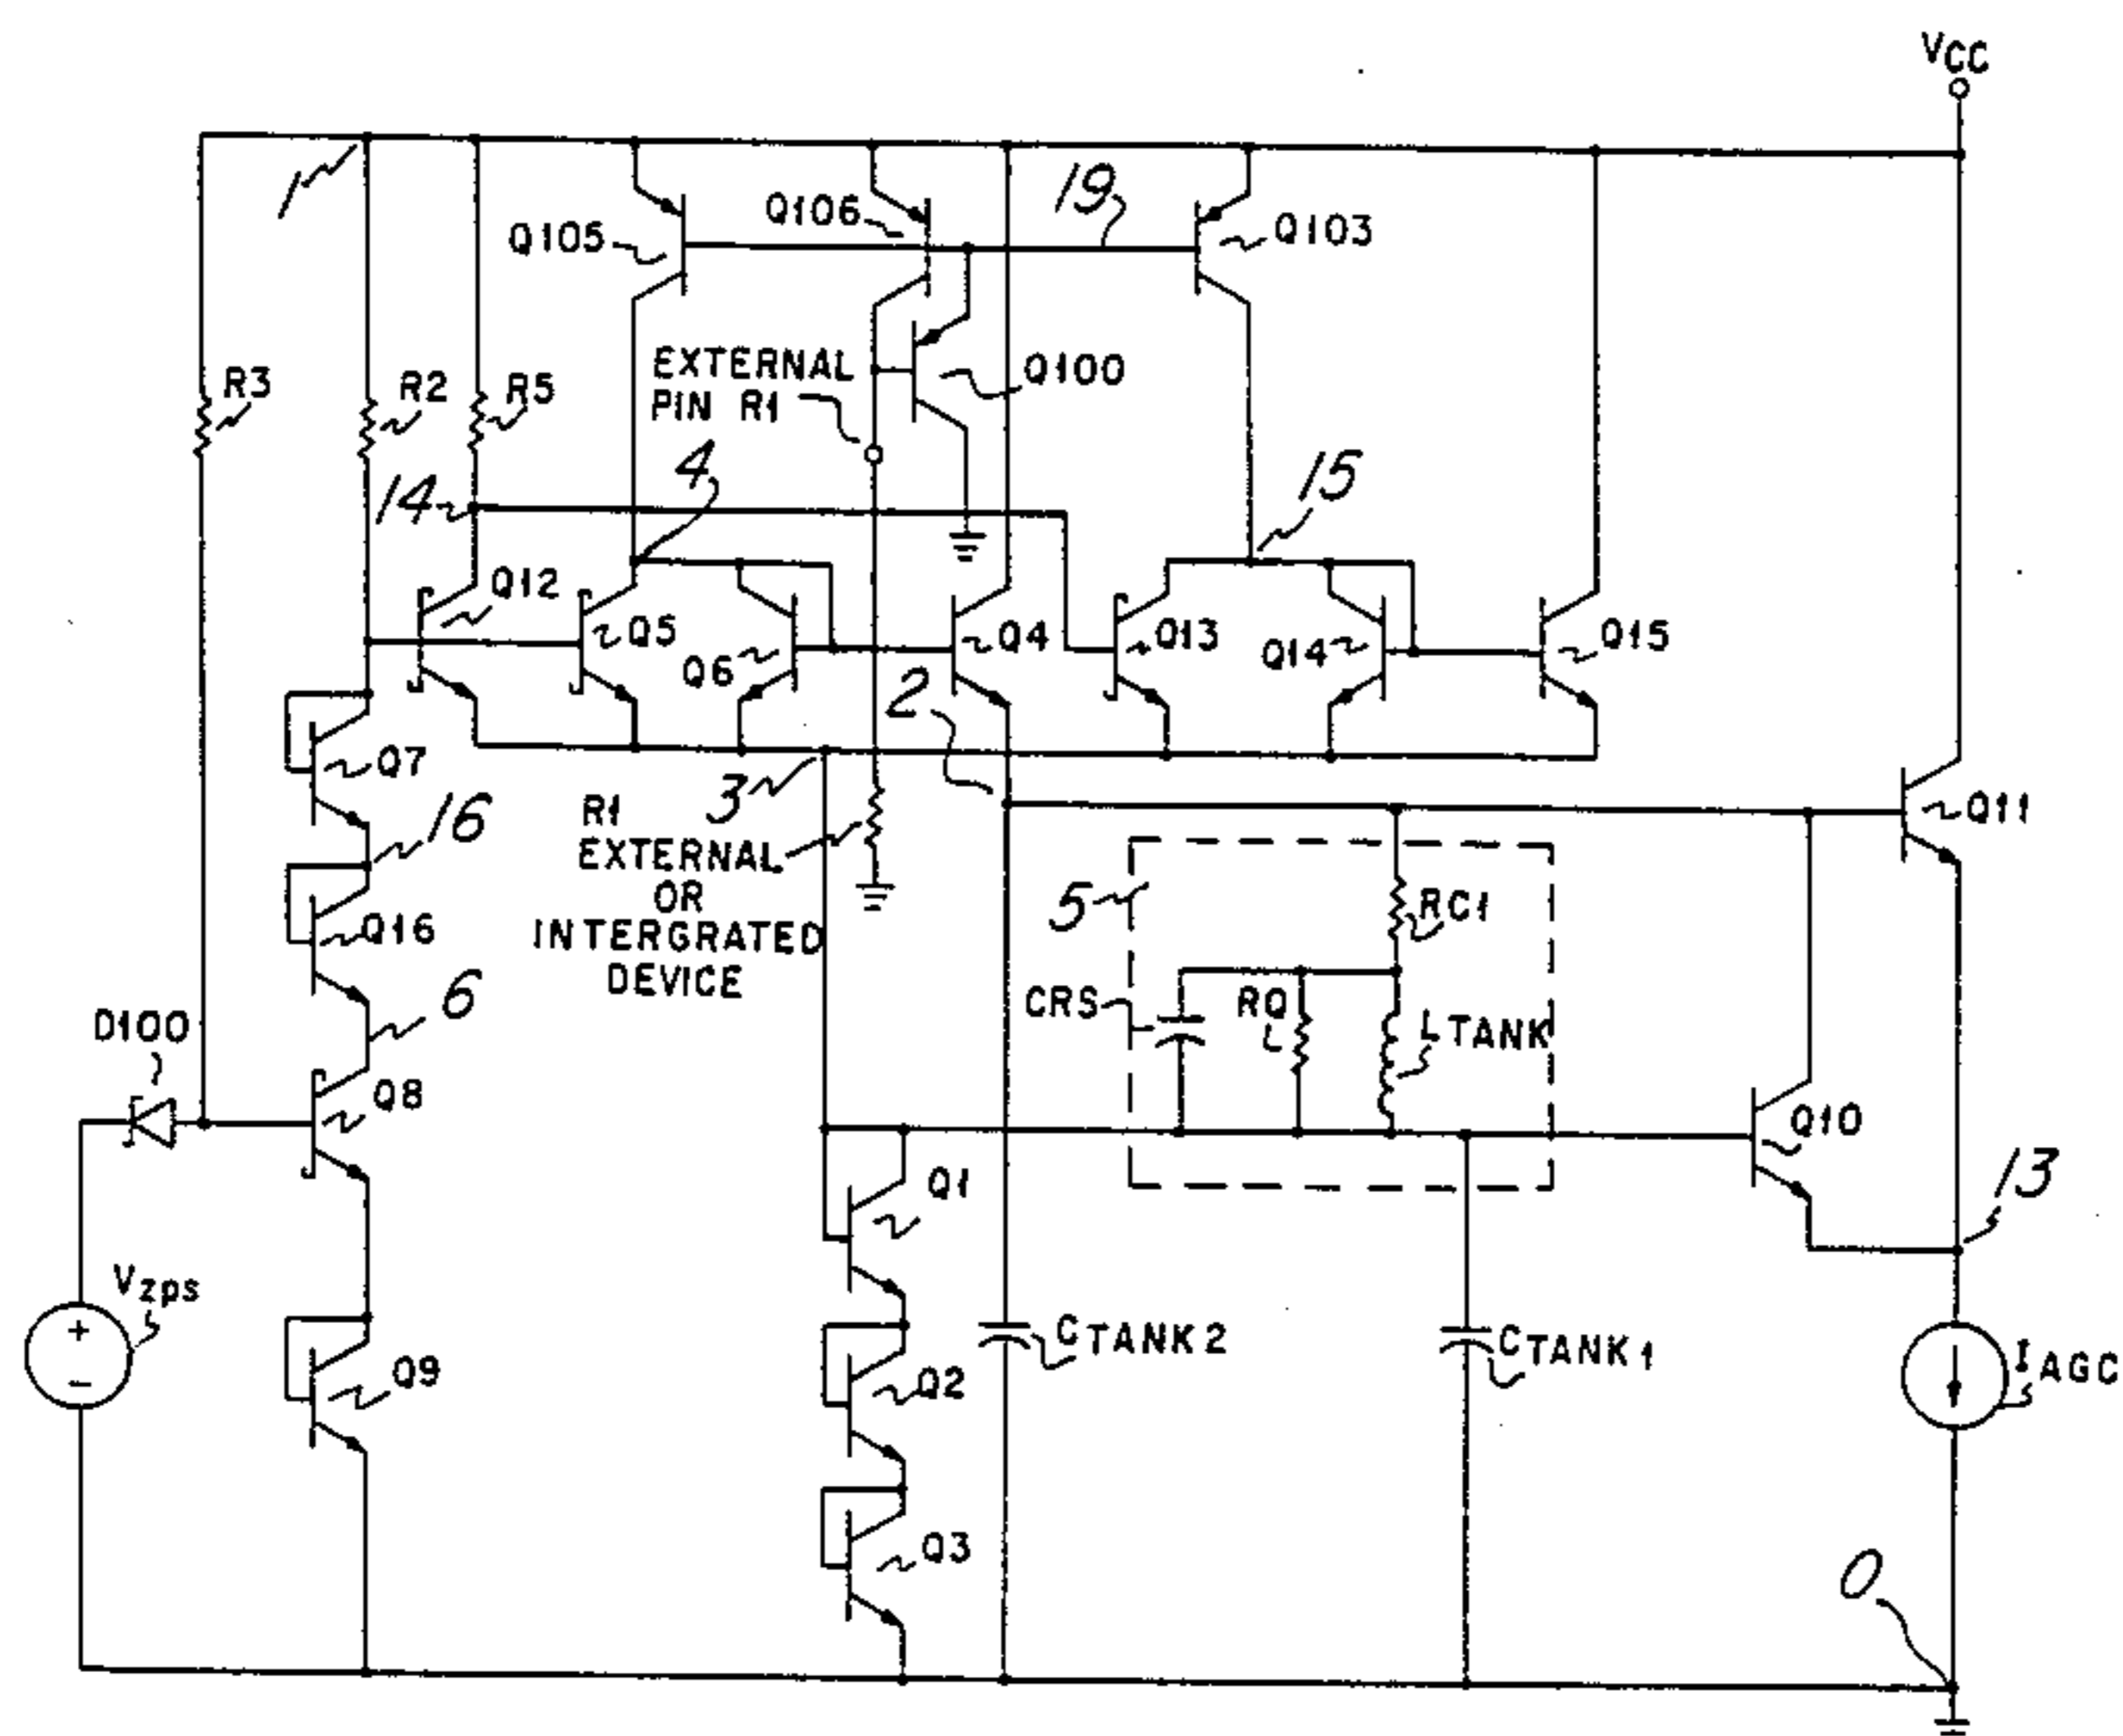 VCC
1
19
Q105
Q106
Q103
R3
R2
R5
EXTERNAL
PIN R1
Q100
14
4
15
Q12
Q5
Q6
Q4
Q13
Q14
Q15
2
Q7
3
16
R1
EXTERNAL
OR
INTERGRATED
DEVICE
Q11
5
RC1
Q16
6
CRS
RQ
L TANK
D100
Q8
Q10
Q1
13
Vzps
+
-
Q9
Q2
CTANK2
CTANK1
IAGC
Q3
0